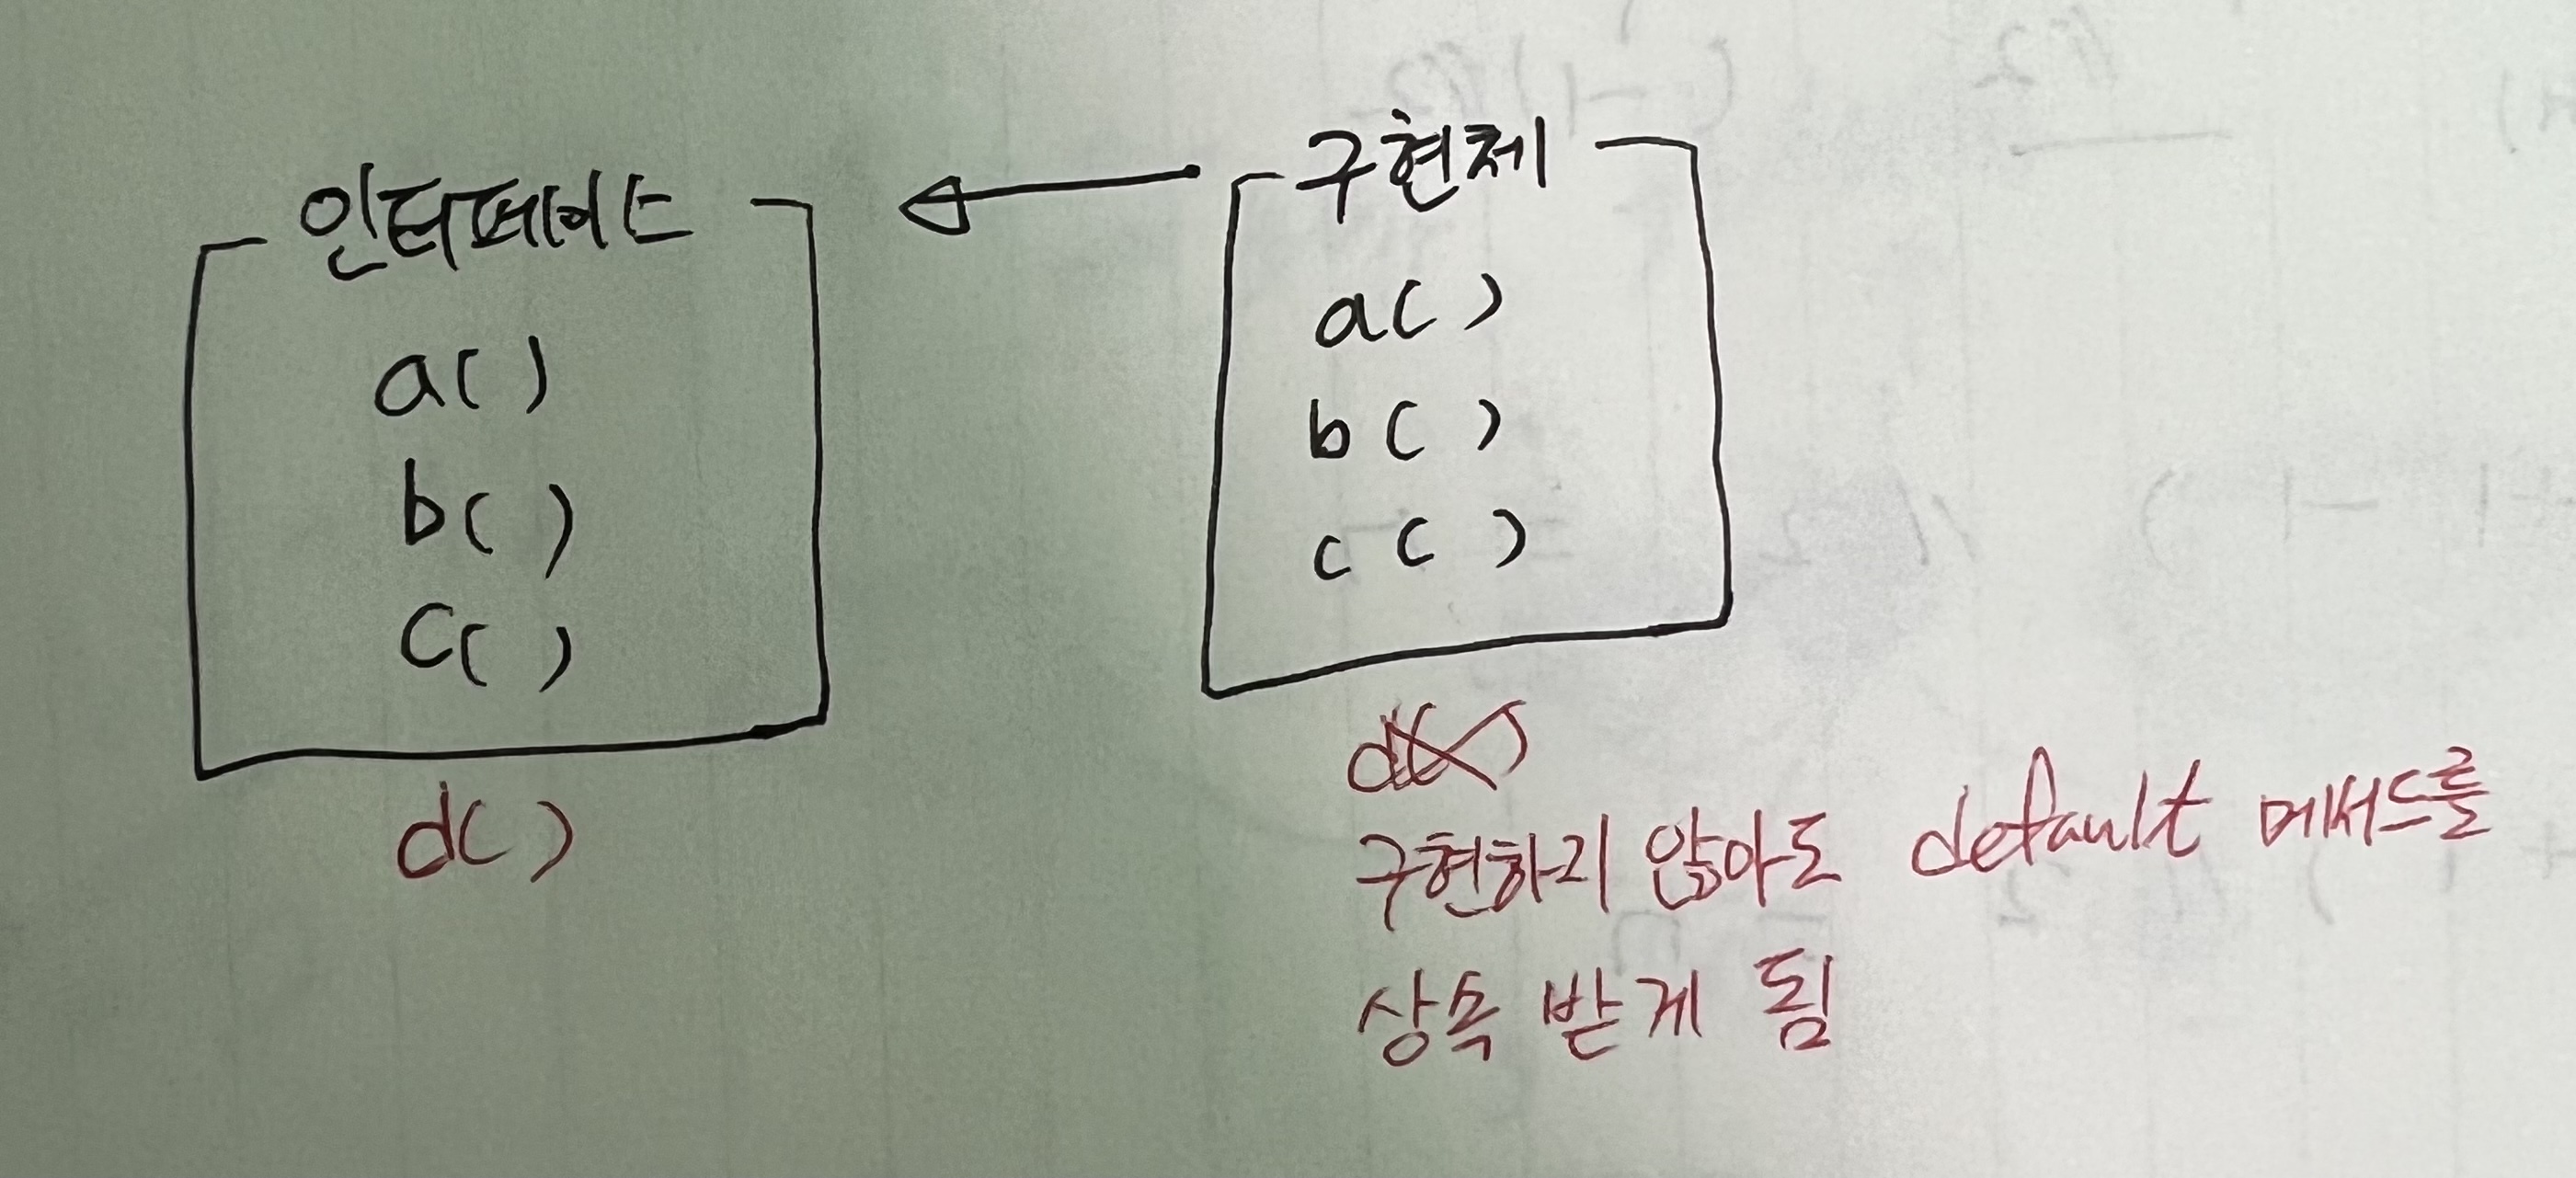 인터페이스
a()
b()
c()
d()
구현체
a()
b()
c()
d()
구현하지 않아도 default 메서드를
상속 받게 됨